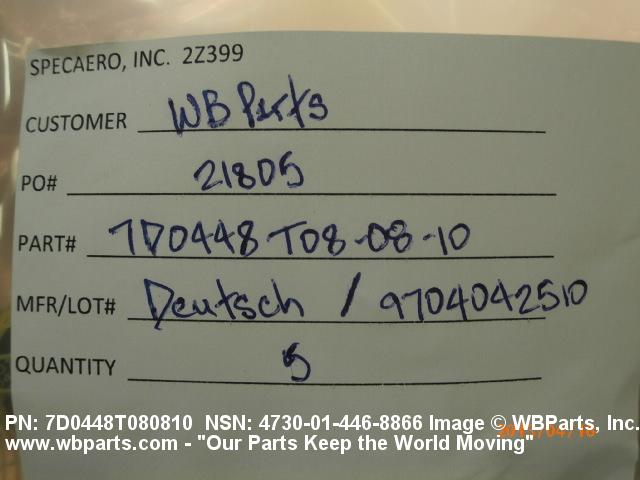 SPECAERO, INC. 2Z399
CUSTOMER WB Parts
PO# 21805
PART# 7D0448-T08-08-10
MFR/LOT# Deutsch / 9704042510
QUANTITY 5
PN: 7D0448T080810 NSN: 4730-01-446-8866 Image © WBParts, Inc.
www.wbparts.com - "Our Parts Keep the World Moving"